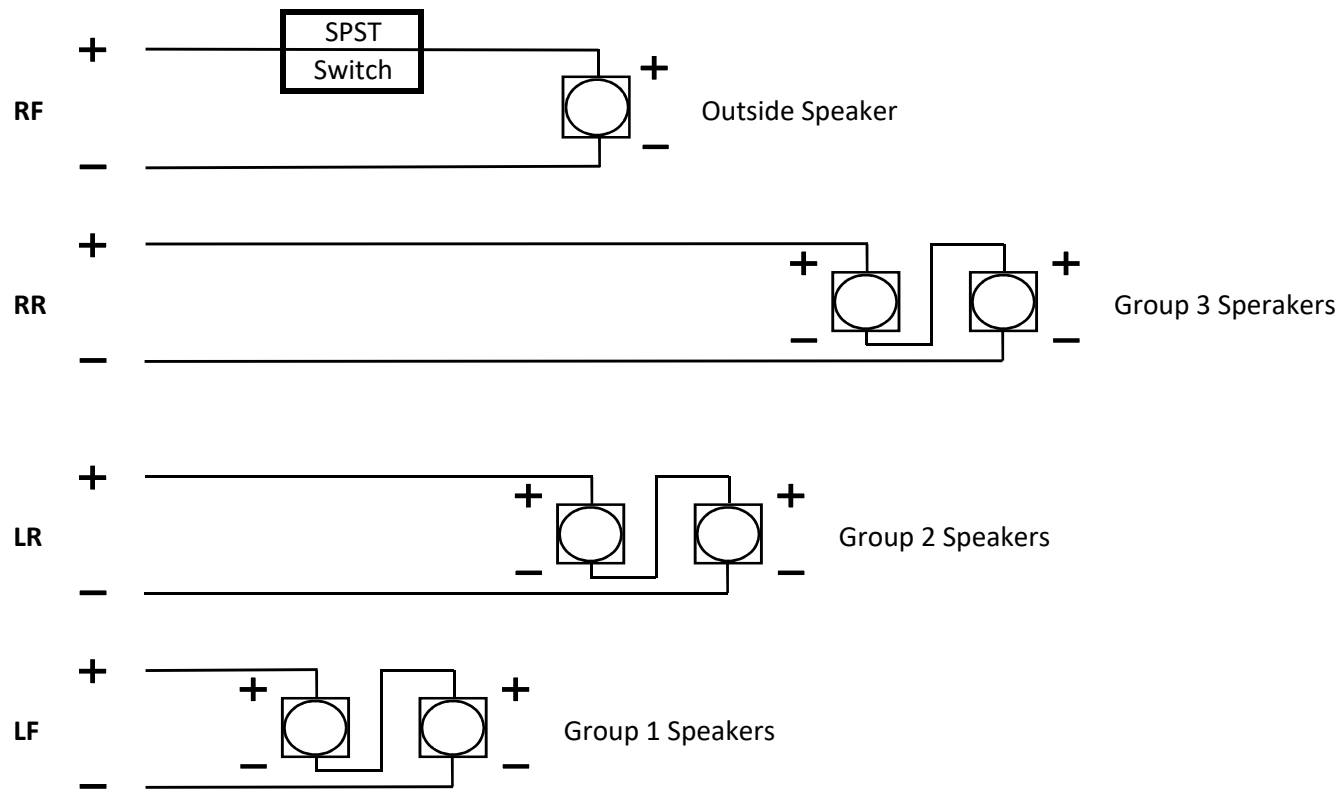 SPST
Switch
+ +
RF Outside Speaker
− −
+ + +
RR Group 3 Sperakers
− − −
+ + +
LR Group 2 Speakers
− − −
+ + +
LF Group 1 Speakers
− − −